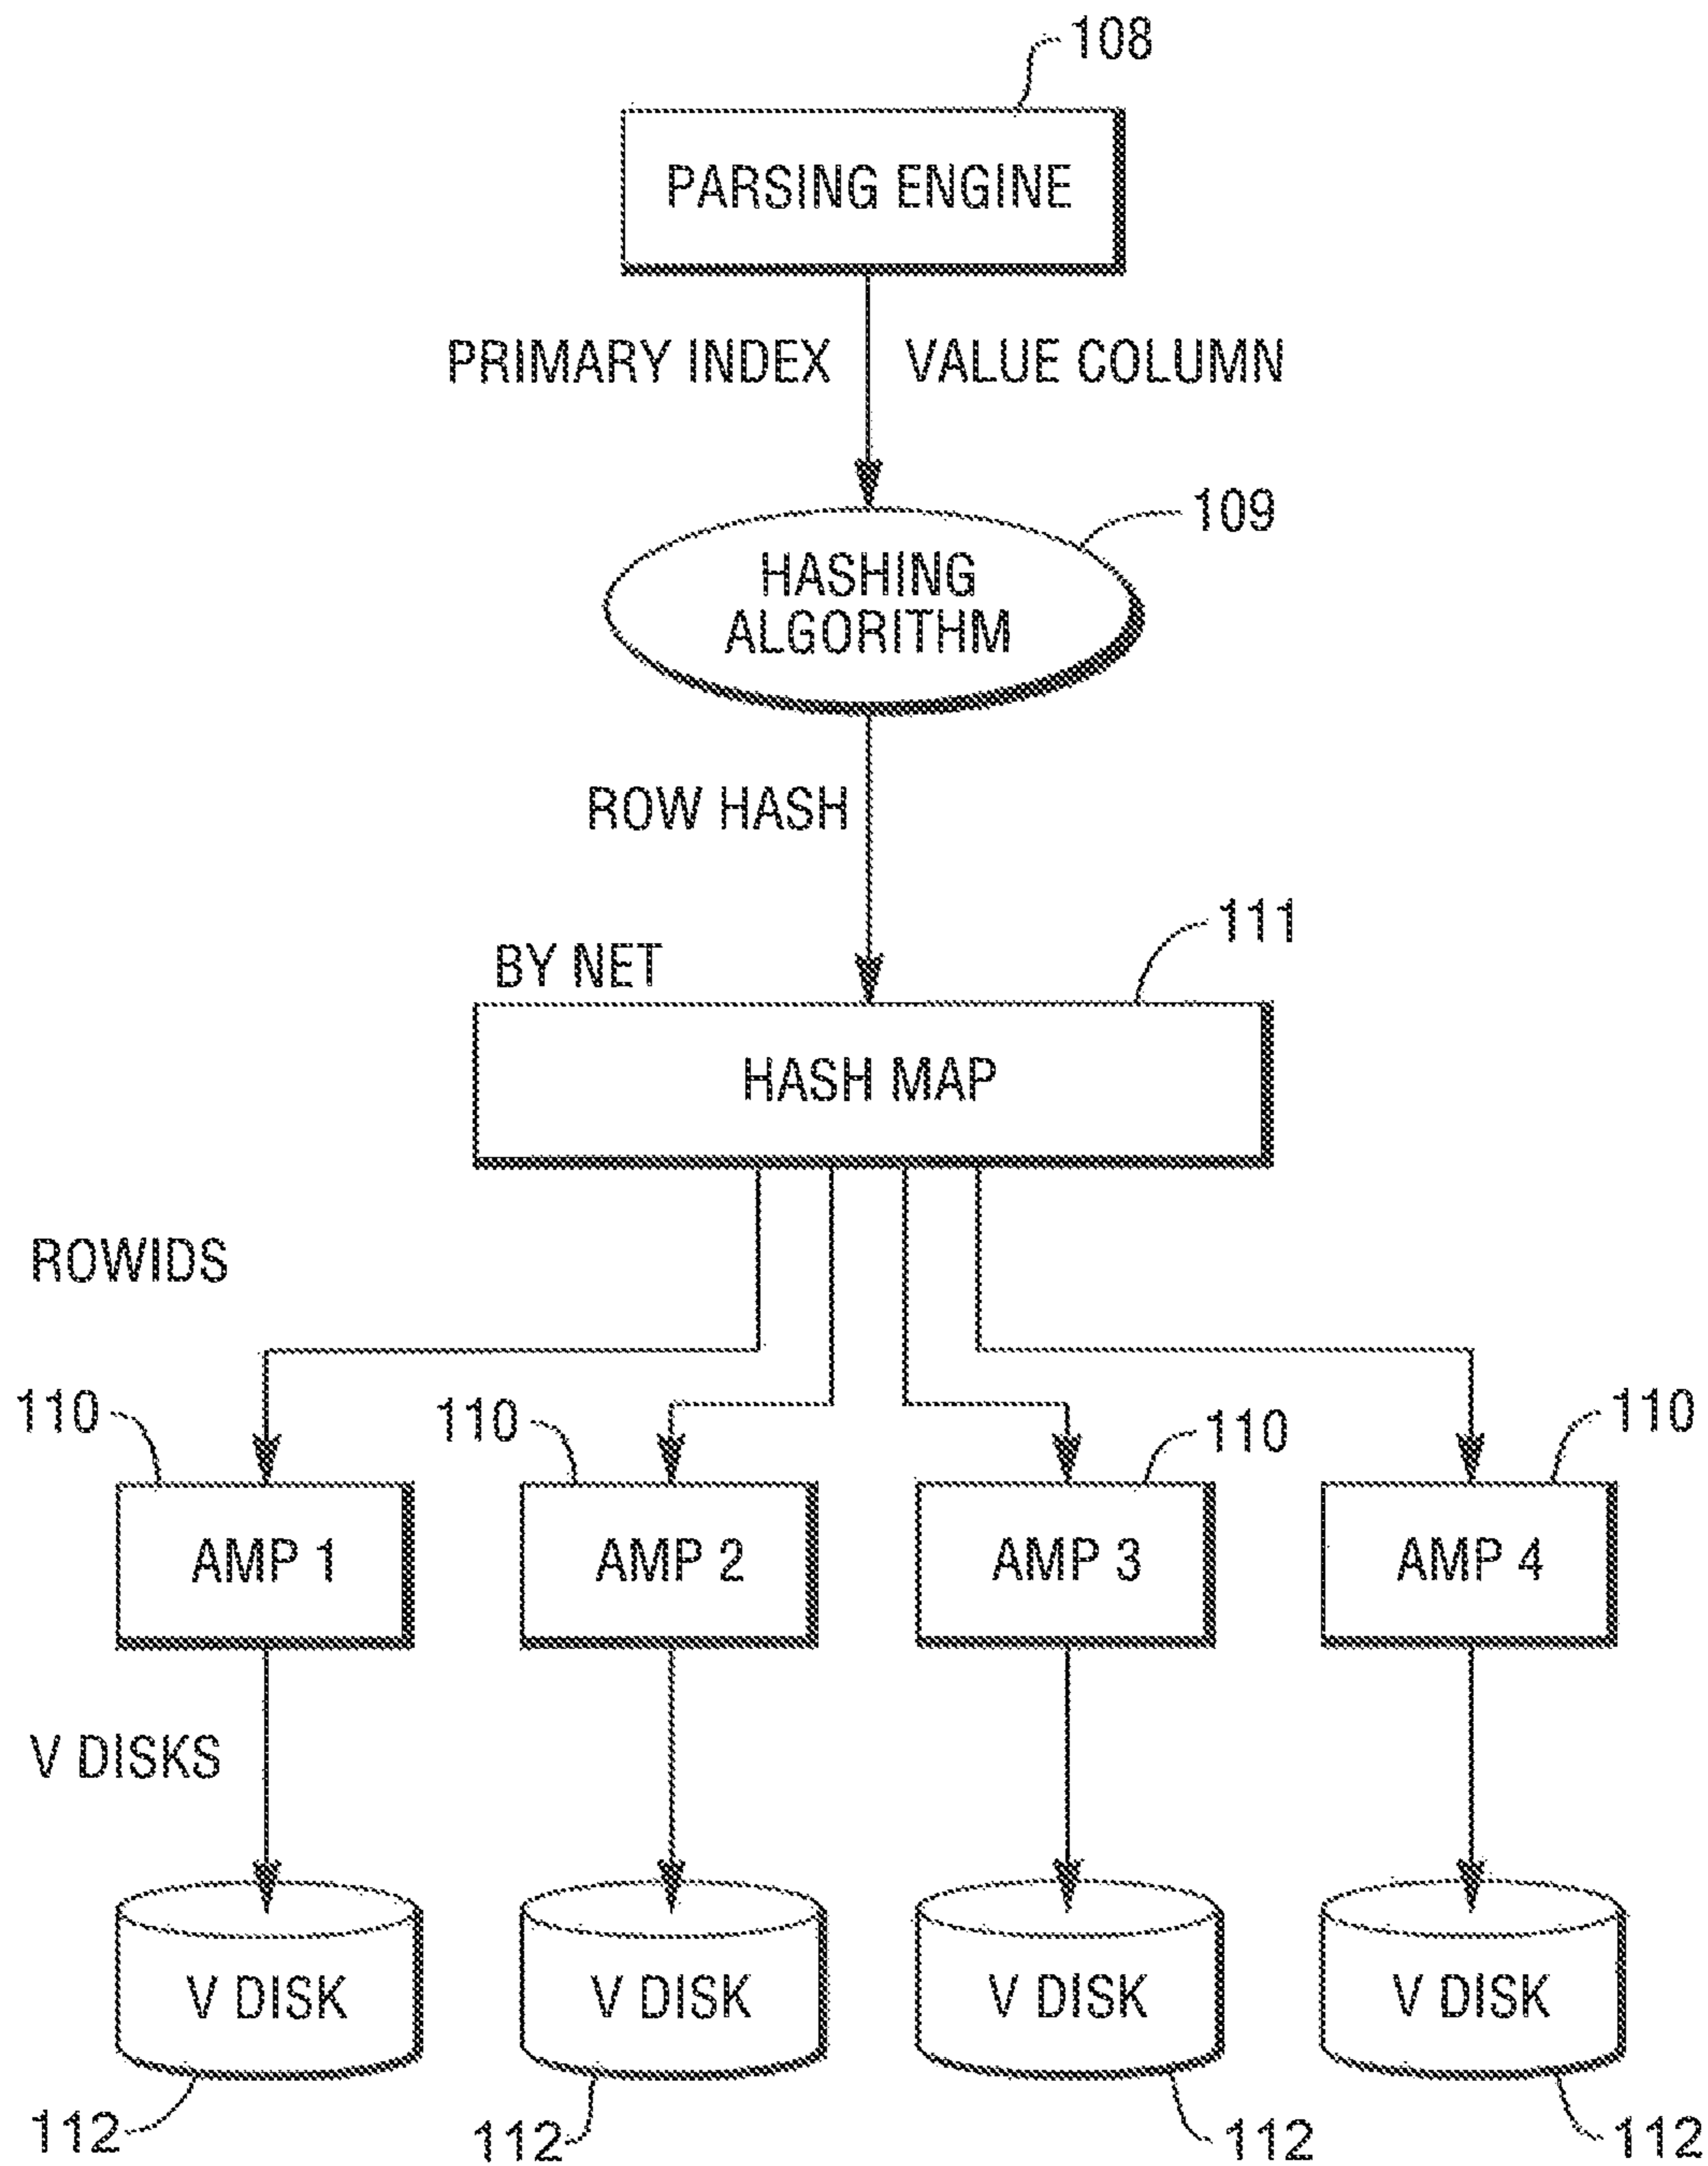 108
PARSING ENGINE
PRIMARY INDEX VALUE COLUMN
109
HASHING
ALGORITHM
ROW HASH
111
BY NET
HASH MAP
ROWIDS
110 110 110 110
AMP 1 AMP 2 AMP 3 AMP 4
V DISKS
V DISK V DISK V DISK V DISK
112 112 112 112